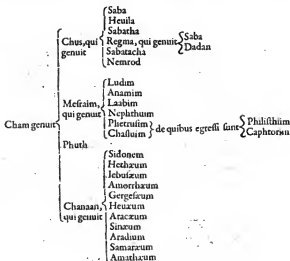 Saba
Heuila
Sabatha
Chus, qui genuit
Regma, qui genuit
Saba
Dadan
Sabatacha
Nemrod
Cham genuit
Mesraim, qui genuit
Ludim
Anamim
Laabim
Nephthuim
Phetrusim
Chasluim
de quibus egressi sunt
Philisthiim
Caphtorim
Phuth
Chanaan, qui genuit
Sidonem
Hethæum
Iebusæum
Amorrhæum
Gergesæum
Heuæum
Aracæum
Sinæum
Aradium
Samaræum
Amathæum